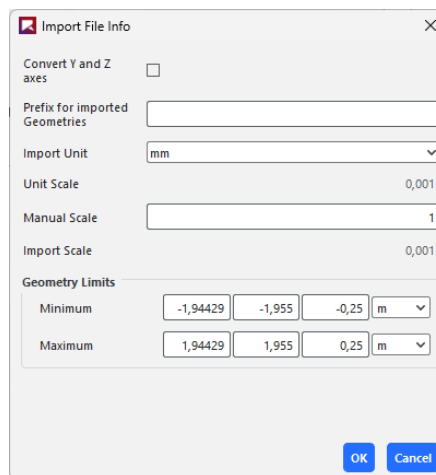 Import File Info
Convert Y and Z
axes
Prefix for imported
Geometries
Import Unit mm
Unit Scale 0,001
Manual Scale 1
Import Scale 0,001
Geometry Limits
Minimum -1,94429 -1,955 -0,25 m
Maximum 1,94429 1,955 0,25 m
OK Cancel